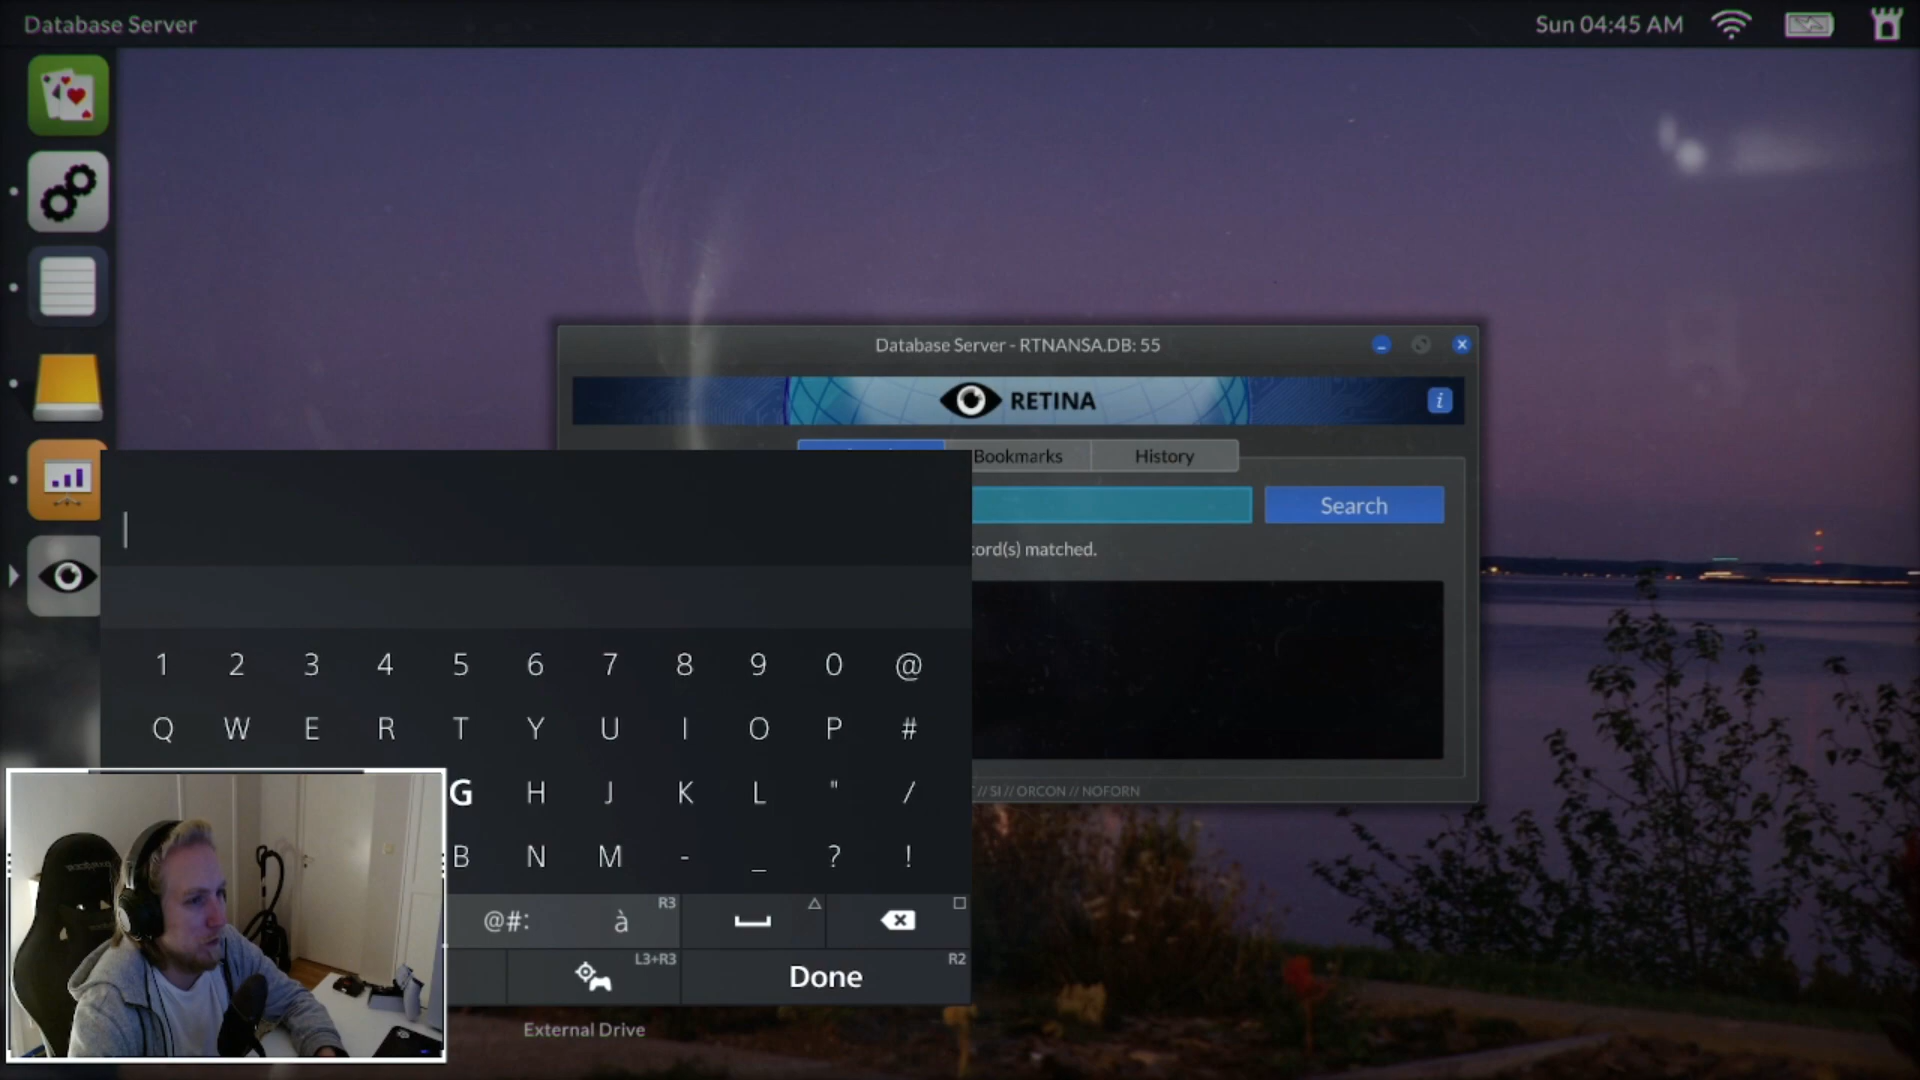 Database Server
Sun 04:45 AM
Database Server - RTNANSA.DB: 55
RETINA
i
Bookmarks
History
Search
matched.
1 2 3 4 5 6 7 8 9 0 @
Q W E R T Y U I O P #
G H J K L " /
B N M - _ ? !
// SI // ORCON // NOFORN
@#:
à
R3
L3+R3
Done
R2
External Drive